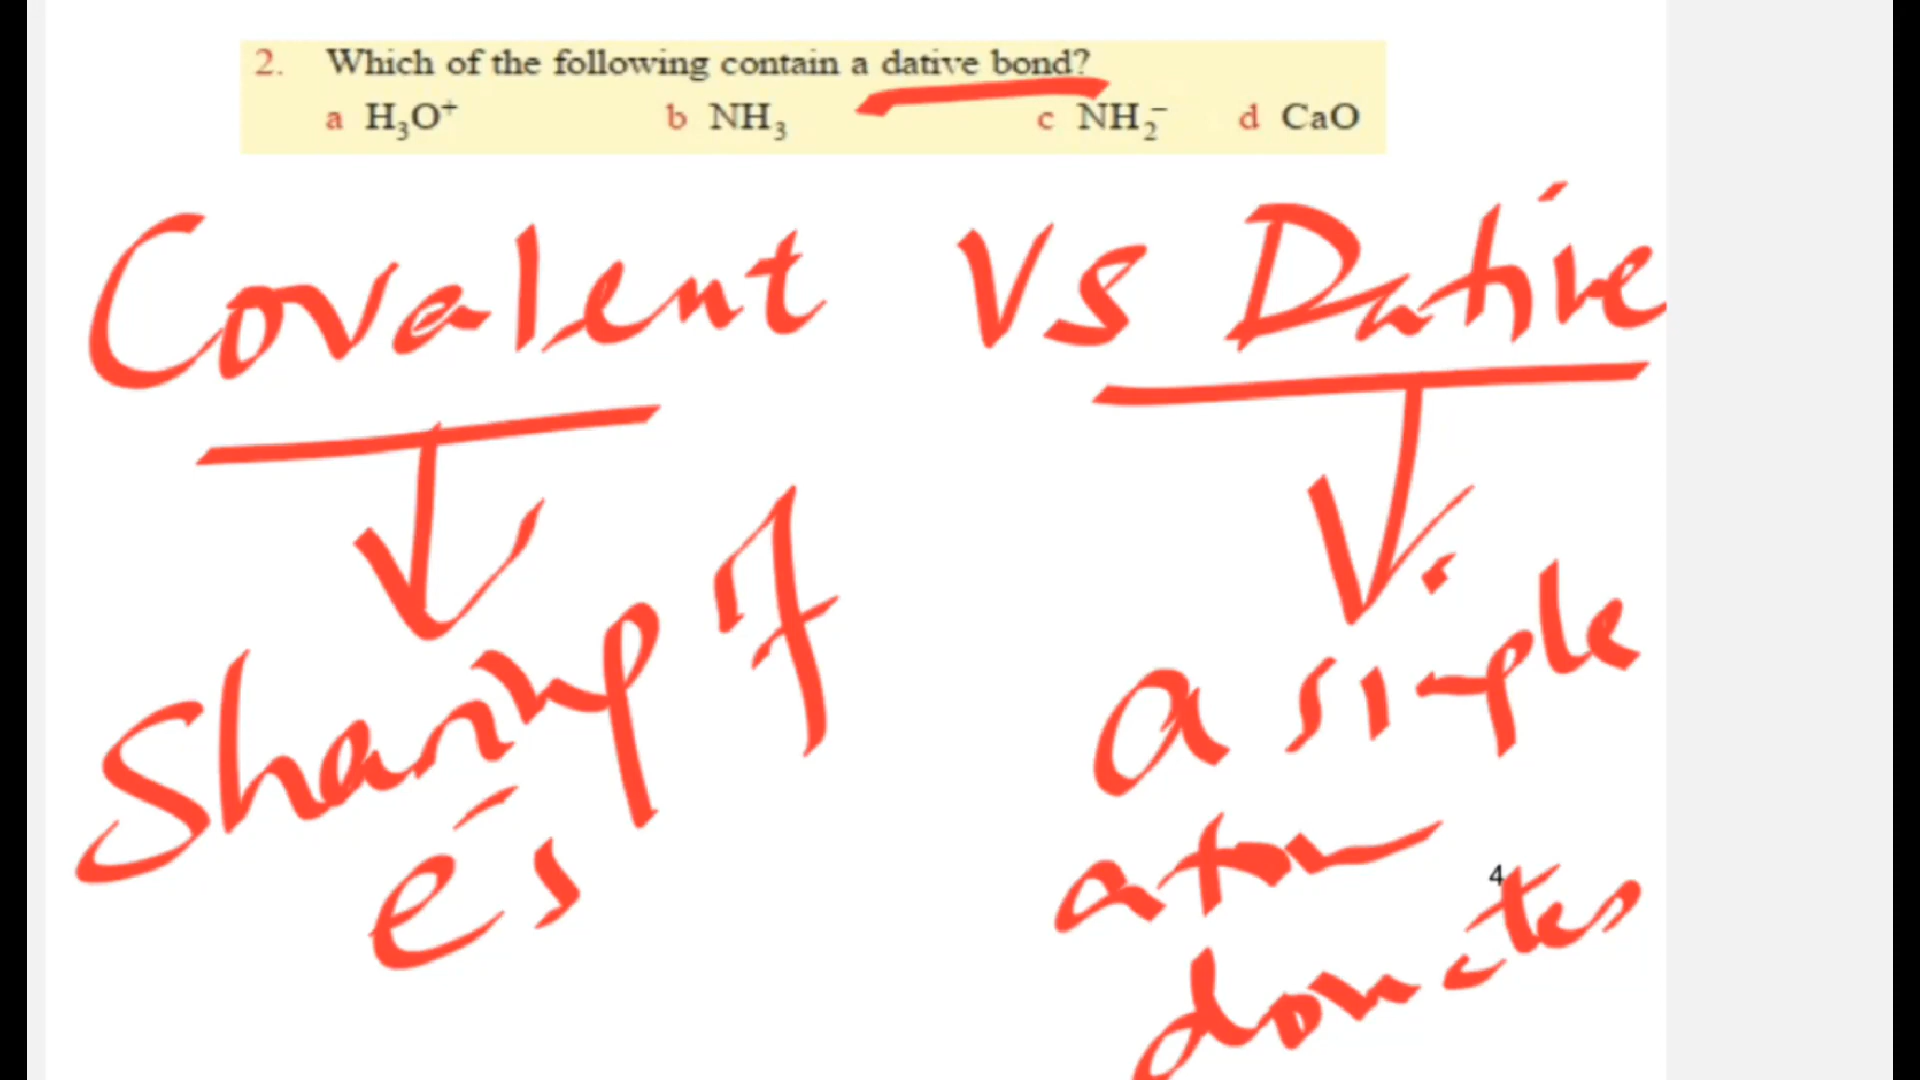 2. Which of the following contain a dative bond?
a H₃O⁺ b NH₃ c NH₂⁻ d CaO
Covalent VS Dative
Sharing of
e⁻s
a single
atom
donates
4